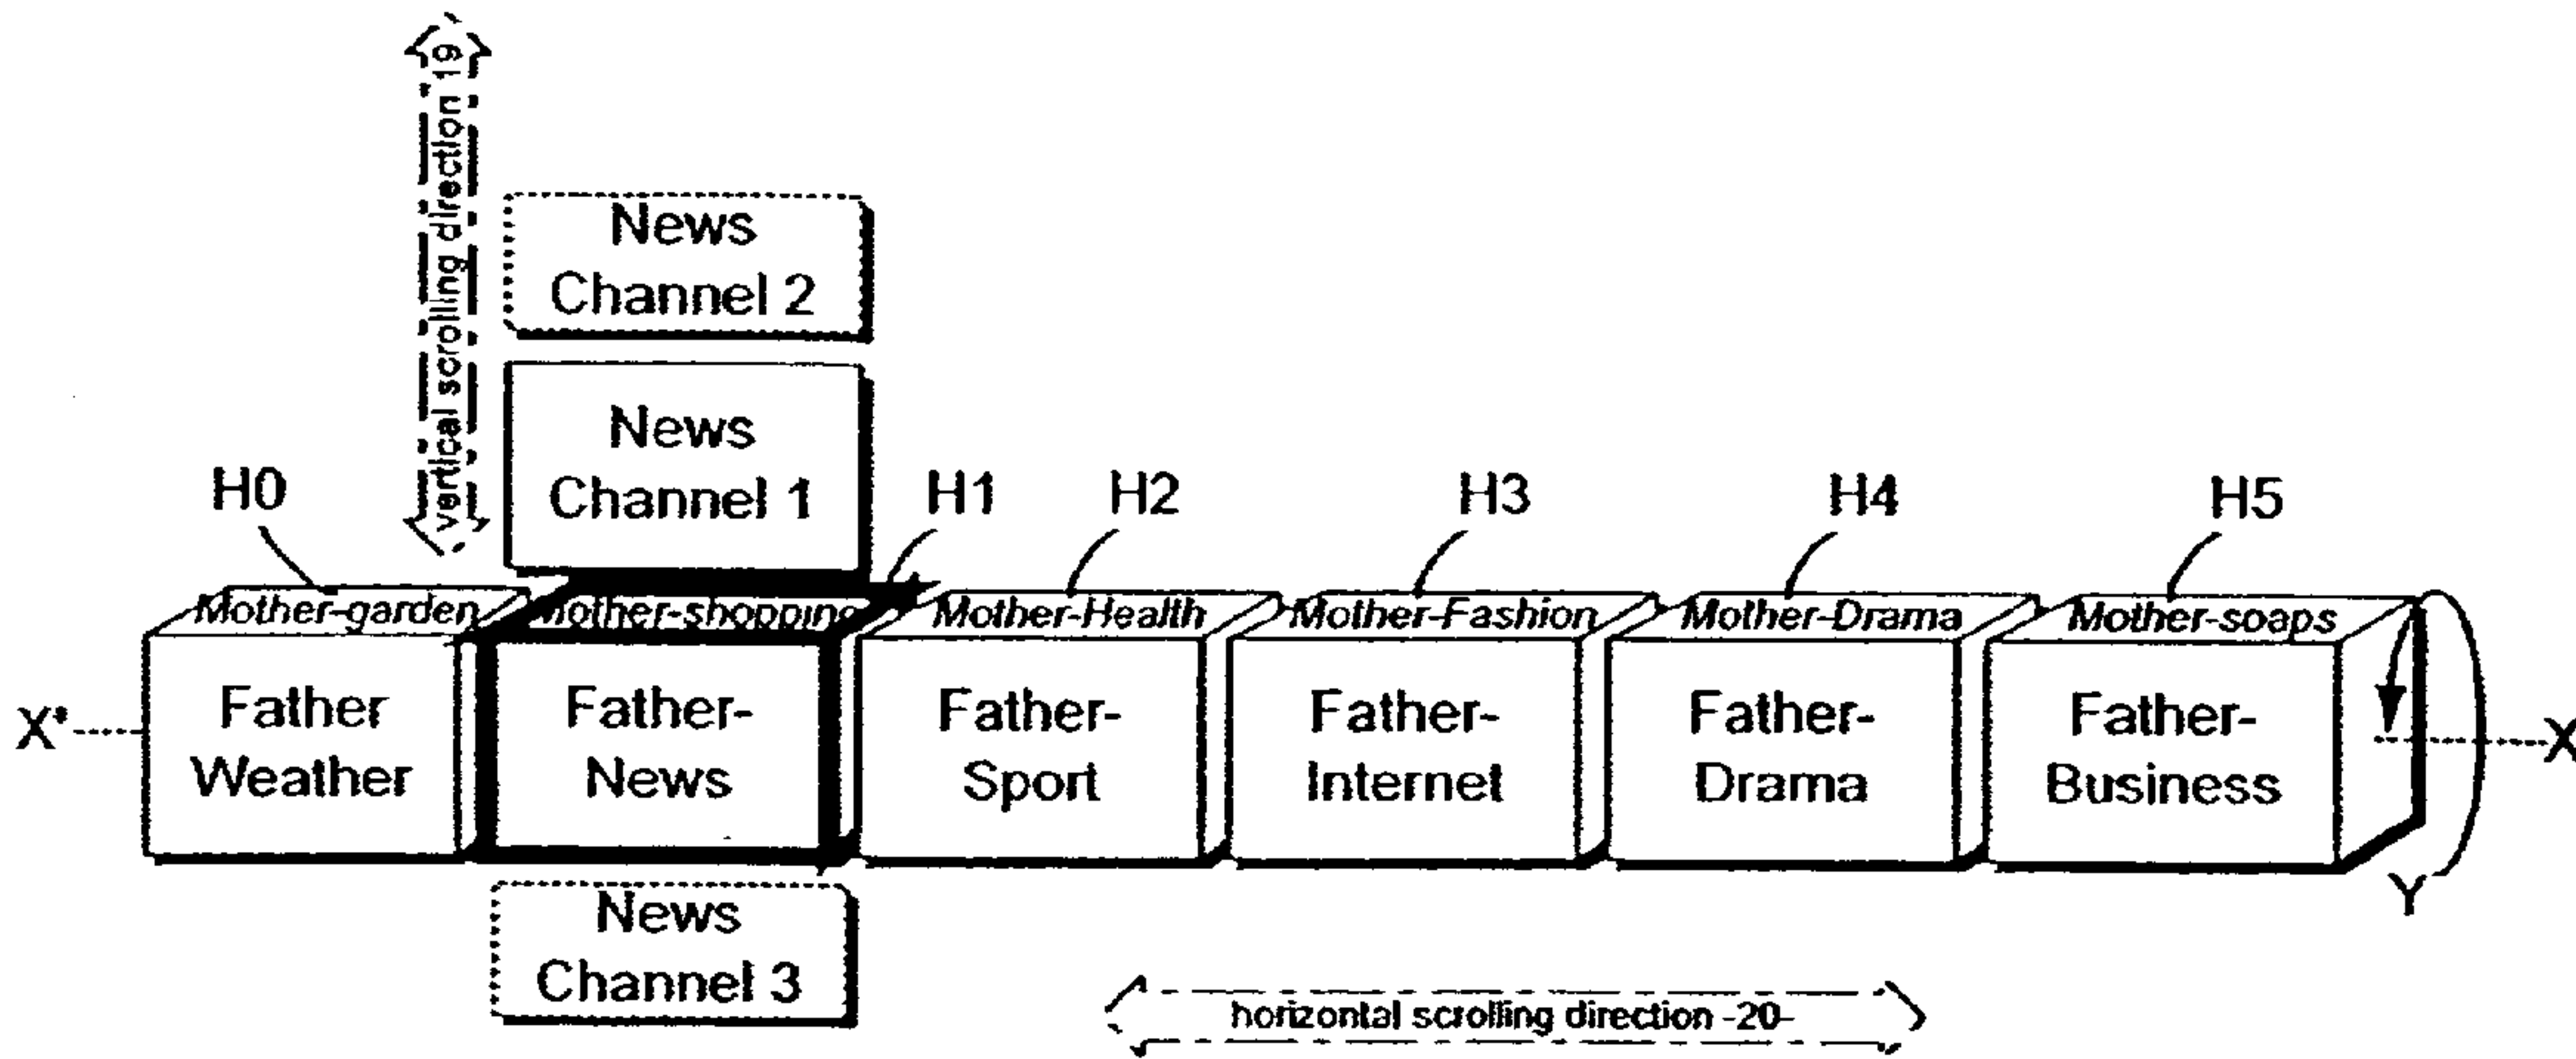 vertical scrolling direction 19
News
Channel 2
News
Channel 1
H0
H1
H2
H3
H4
H5
Mother-garden
Mother-shopping
Mother-Health
Mother-Fashion
Mother-Drama
Mother-soaps
X'
Father
Weather
Father-
News
Father-
Sport
Father-
Internet
Father-
Drama
Father-
Business
X
Y
News
Channel 3
horizontal scrolling direction -20-